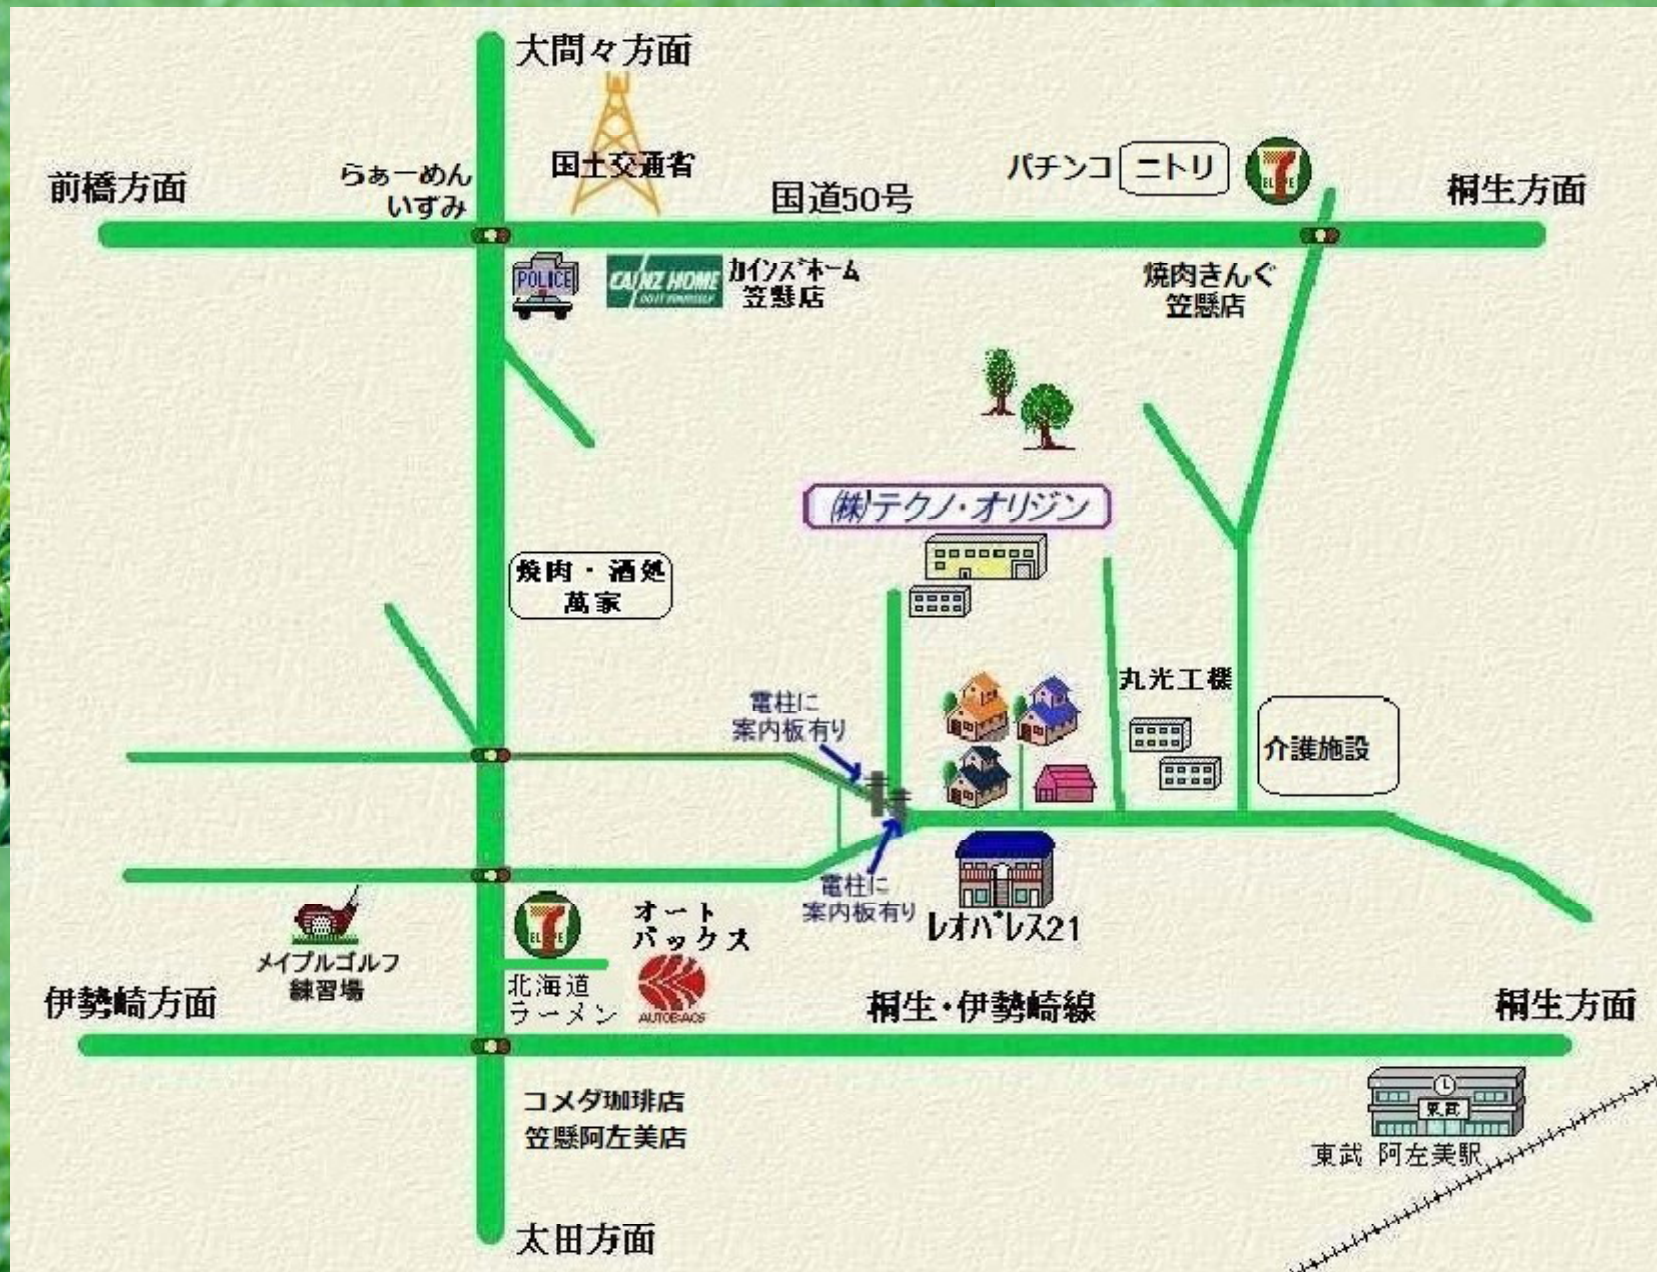 大間々方面
国土交通省
らぁーめん
いずみ
前橋方面
国道50号
パチンコ
ニトリ
桐生方面
POLICE
CAINZ HOME
DO IT YOURSELF
カインズホーム
笠懸店
焼肉きんぐ
笠懸店
㈱テクノ・オリジン
焼肉・酒処
萬家
丸光工機
電柱に
案内板有り
介護施設
電柱に
案内板有り
レオパレス21
オート
バックス
AUTOBACS
メイプルゴルフ
練習場
北海道
ラーメン
伊勢崎方面
桐生・伊勢崎線
桐生方面
コメダ珈琲店
笠懸阿左美店
東武
東武 阿左美駅
太田方面